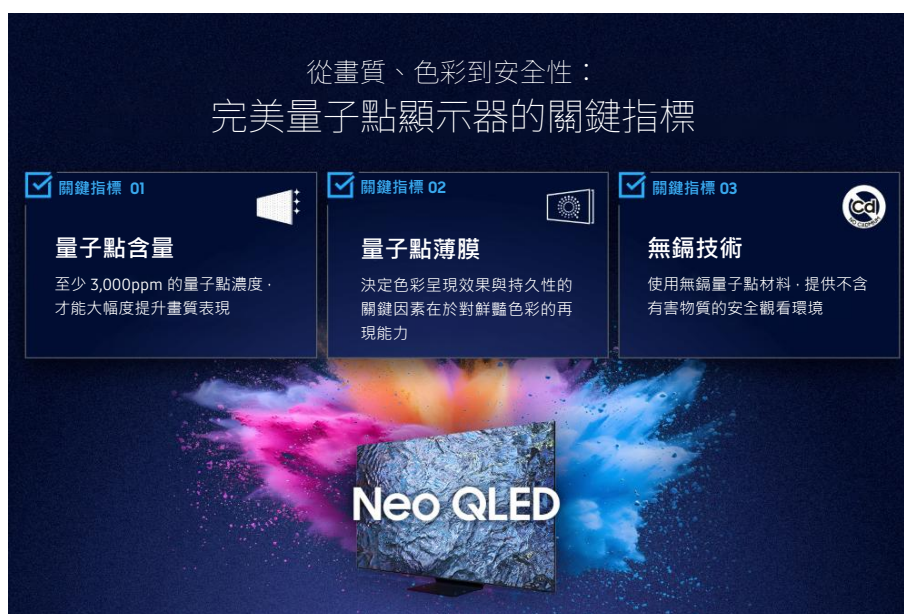 從畫質、色彩到安全性：
完美量子點顯示器的關鍵指標
關鍵指標 01
量子點含量
至少 3,000ppm 的量子點濃度，
才能大幅度提升畫質表現
關鍵指標 02
量子點薄膜
決定色彩呈現效果與持久性的
關鍵因素在於對鮮豔色彩的再
現能力
關鍵指標 03
cd
NO CADMIUM
無鎘技術
使用無鎘量子點材料，提供不含
有害物質的安全觀看環境
Neo QLED